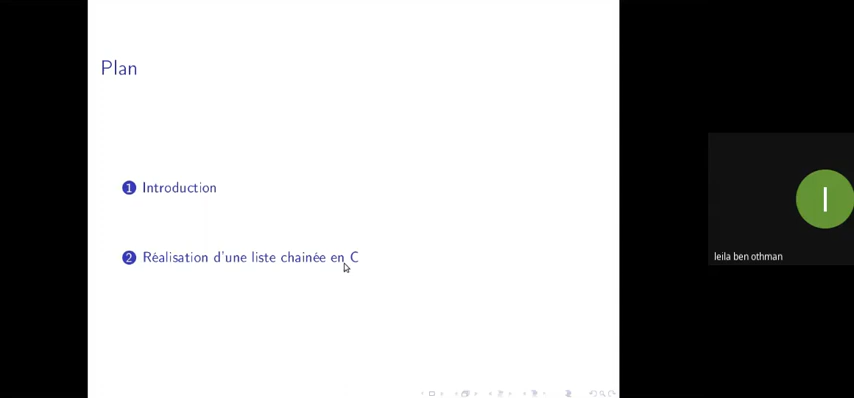 Plan
1 Introduction
2 Réalisation d'une liste chainée en C
l
leila ben othman